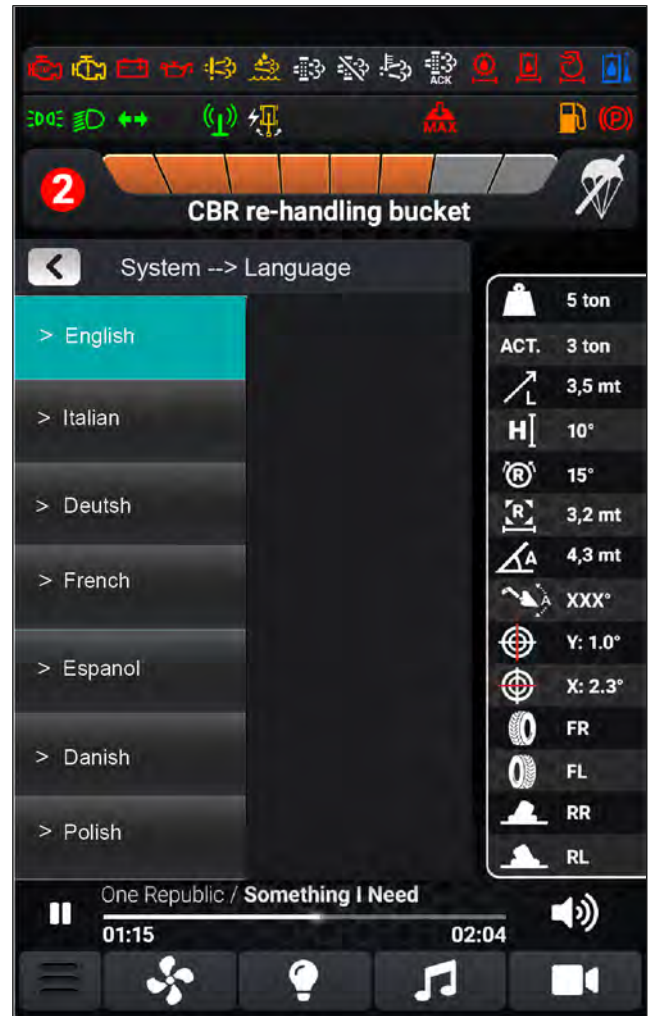 ACK
MAX
(P)
2
CBR re-handling bucket
System --> Language
> English
> Italian
> Deutsh
> French
> Espanol
> Danish
> Polish
5 ton
ACT. 3 ton
L 3,5 mt
H 10°
R 15°
R 3,2 mt
A 4,3 mt
A XXX°
Y: 1.0°
X: 2.3°
FR
FL
RR
RL
One Republic / Something I Need
01:15 02:04